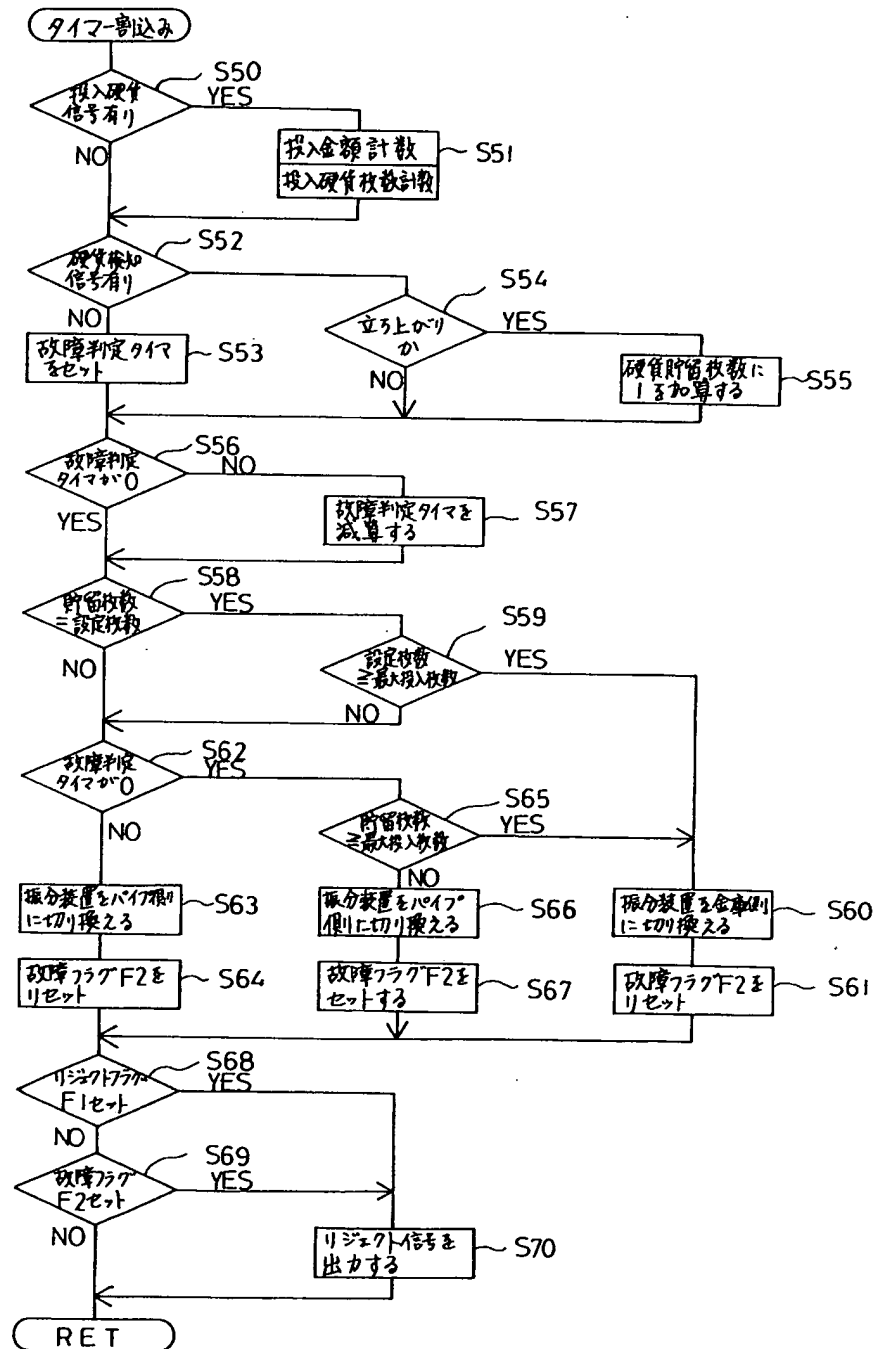 タイマー割込み
S50
投入硬貨
信号有り
YES
NO
投入金額計数
投入硬貨枚数計数
S51
S52
硬貨検知
信号有り
NO
故障判定タイマ
をセット
S53
S54
立ち上がり
か
YES
NO
硬貨貯留枚数に
1を加算する
S55
S56
故障判定
タイマが0
NO
YES
故障判定タイマを
減算する
S57
S58
貯留枚数
=設定枚数
YES
NO
S59
設定枚数
≧最大投入枚数
YES
NO
S62
故障判定
タイマが0
YES
NO
S65
貯留枚数
≧最大投入枚数
YES
NO
振分装置をパイプ側
に切り換える
S63
振分装置をパイプ
側に切り換える
S66
振分装置を金庫側
に切り換える
S60
故障フラグF2を
リセット
S64
故障フラグF2を
セットする
S67
故障フラグF2を
リセット
S61
S68
リジェクトフラグ
F1セット
YES
NO
S69
故障フラグ
F2セット
YES
NO
リジェクト信号を
出力する
S70
RET